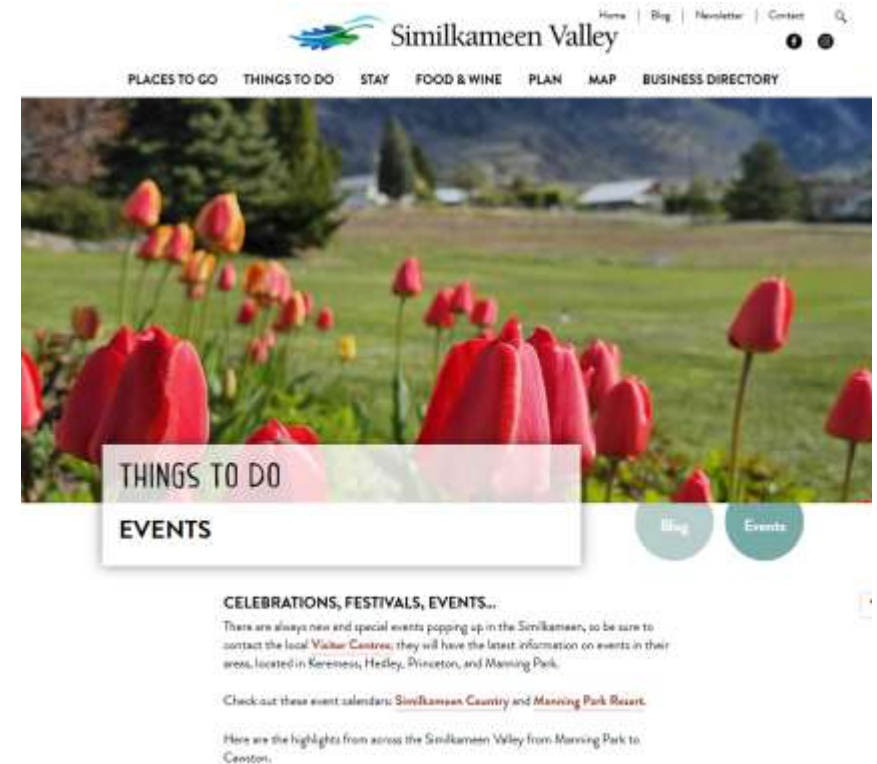 Home | Blog | Newsletter | Contact
Similkameen Valley
PLACES TO GO THINGS TO DO STAY FOOD & WINE PLAN MAP BUSINESS DIRECTORY
THINGS TO DO
EVENTS
Blog Events
CELEBRATIONS, FESTIVALS, EVENTS...
There are always new and special events popping up in the Similkameen, so be sure to
contact the local Visitor Centres; they will have the latest information on events in their
areas, located in Keremeos, Hedley, Princeton, and Manning Park.
Check out these event calendars: Similkameen Country and Manning Park Resort.
Here are the highlights from across the Similkameen Valley from Manning Park to
Cawston.